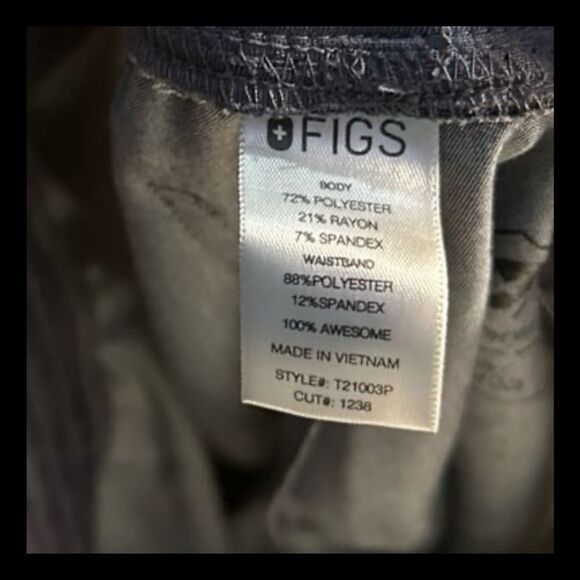 FIGS
BODY
72% POLYESTER
21% RAYON
7% SPANDEX
WAISTBAND
88%POLYESTER
12%SPANDEX
100% AWESOME
MADE IN VIETNAM
STYLE#: T21003P
CUT#: 1238